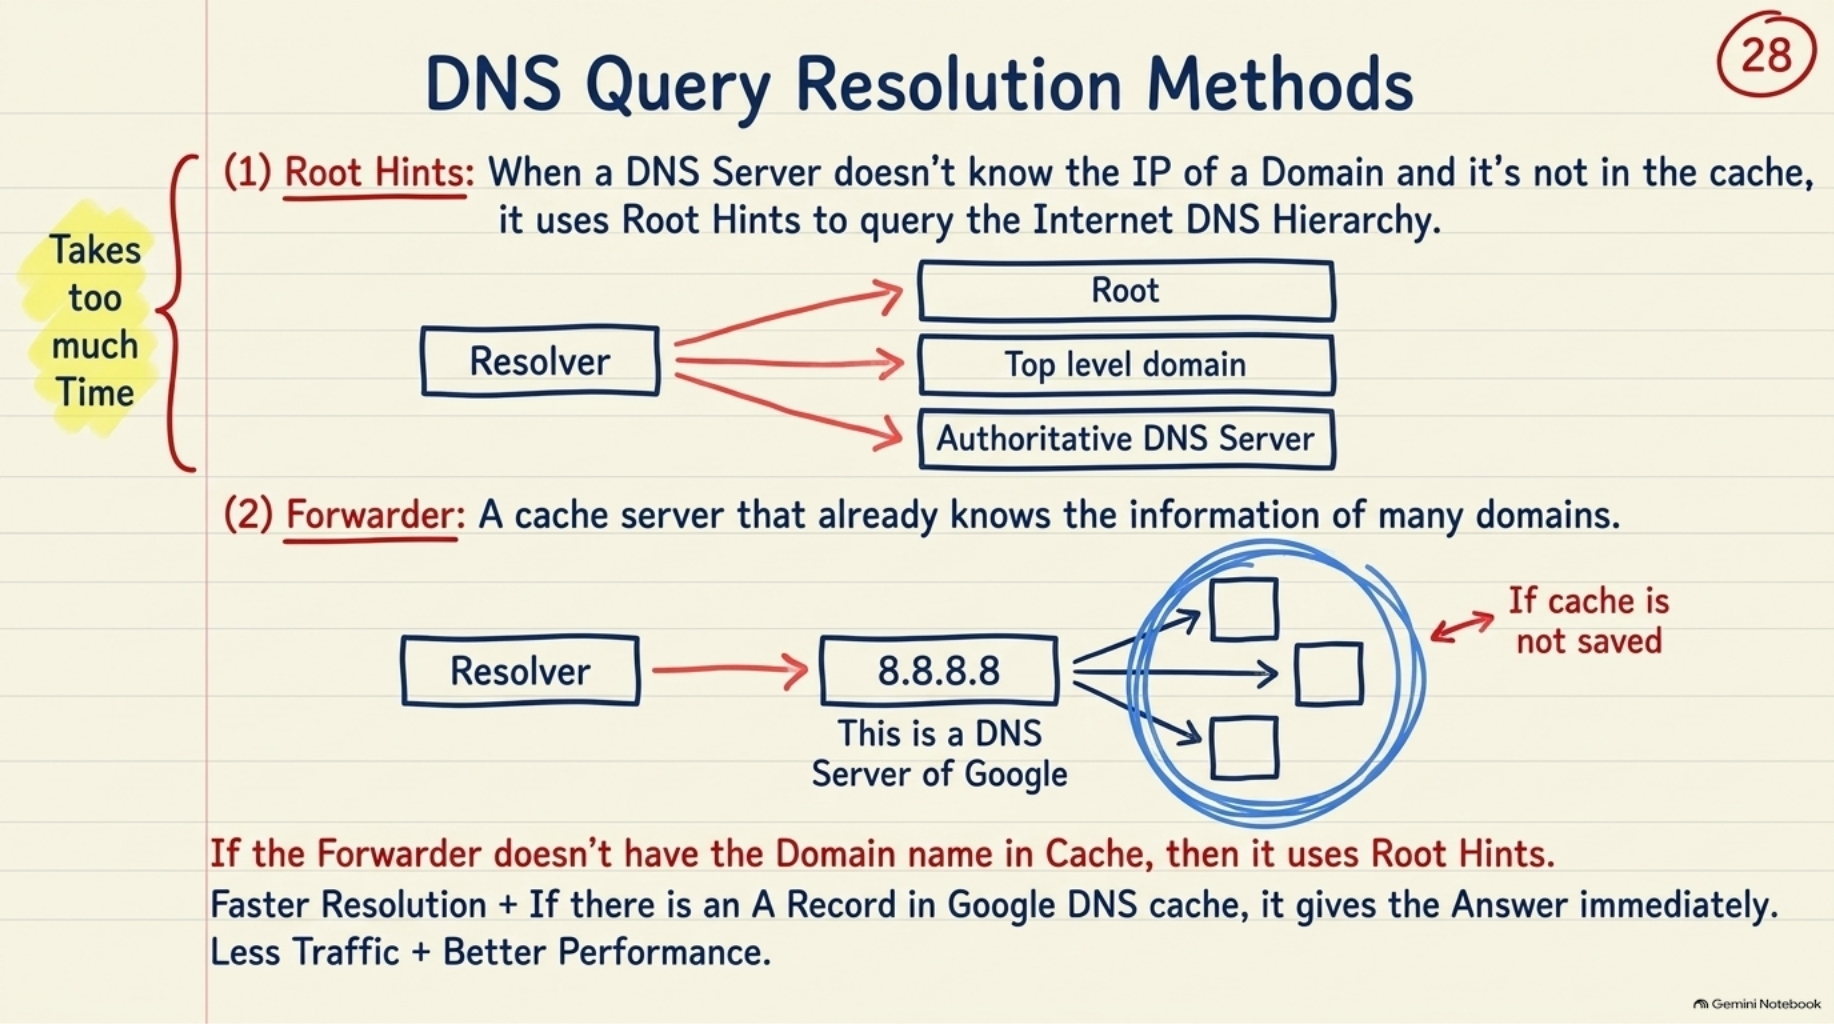 28
DNS Query Resolution Methods
(1) Root Hints: When a DNS Server doesn't know the IP of a Domain and it's not in the cache,
it uses Root Hints to query the Internet DNS Hierarchy.
Takes
too
much
Time
Resolver
Root
Top level domain
Authoritative DNS Server
(2) Forwarder: A cache server that already knows the information of many domains.
Resolver
8.8.8.8
This is a DNS
Server of Google
If cache is
not saved
If the Forwarder doesn't have the Domain name in Cache, then it uses Root Hints.
Faster Resolution + If there is an A Record in Google DNS cache, it gives the Answer immediately.
Less Traffic + Better Performance.
Gemini Notebook